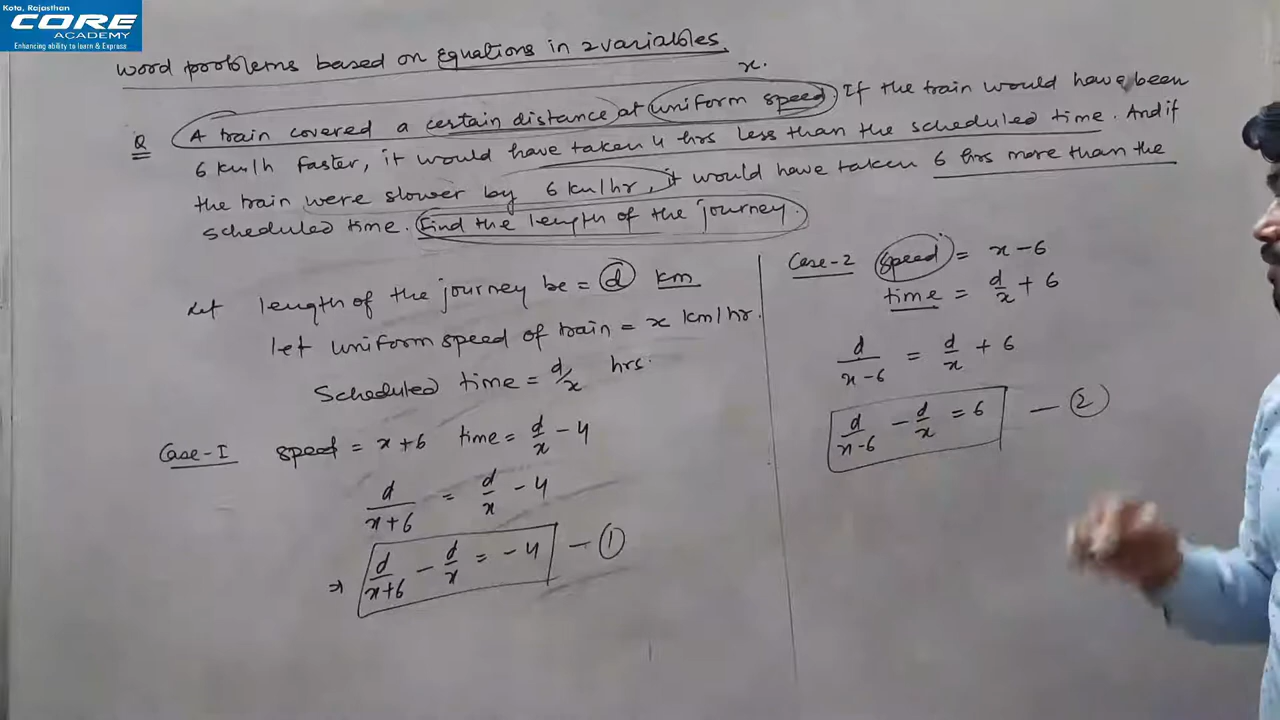 Kota, Rajasthan
CORE
ACADEMY
Enhancing ability to learn & Express
word problems based on Equations in 2 variables.
x.
Q A train covered a certain distance at uniform speed If the train would have been
6 km/h faster, it would have taken 4 hrs less than the scheduled time. And if
the train were slower by 6 km/hr, it would have taken 6 hrs more than the
scheduled time. Find the length of the journey.
Let length of the journey be = d km
let uniform speed of train = x km/hr.
Scheduled time = d/x hrs.
Case-I speed = x+6 time = d/x - 4
d/(x+6) = d/x - 4
⇒ d/(x+6) - d/x = -4 — ①
Case-2 speed = x-6
time = d/x + 6
d/(x-6) = d/x + 6
d/(x-6) - d/x = 6 — ②